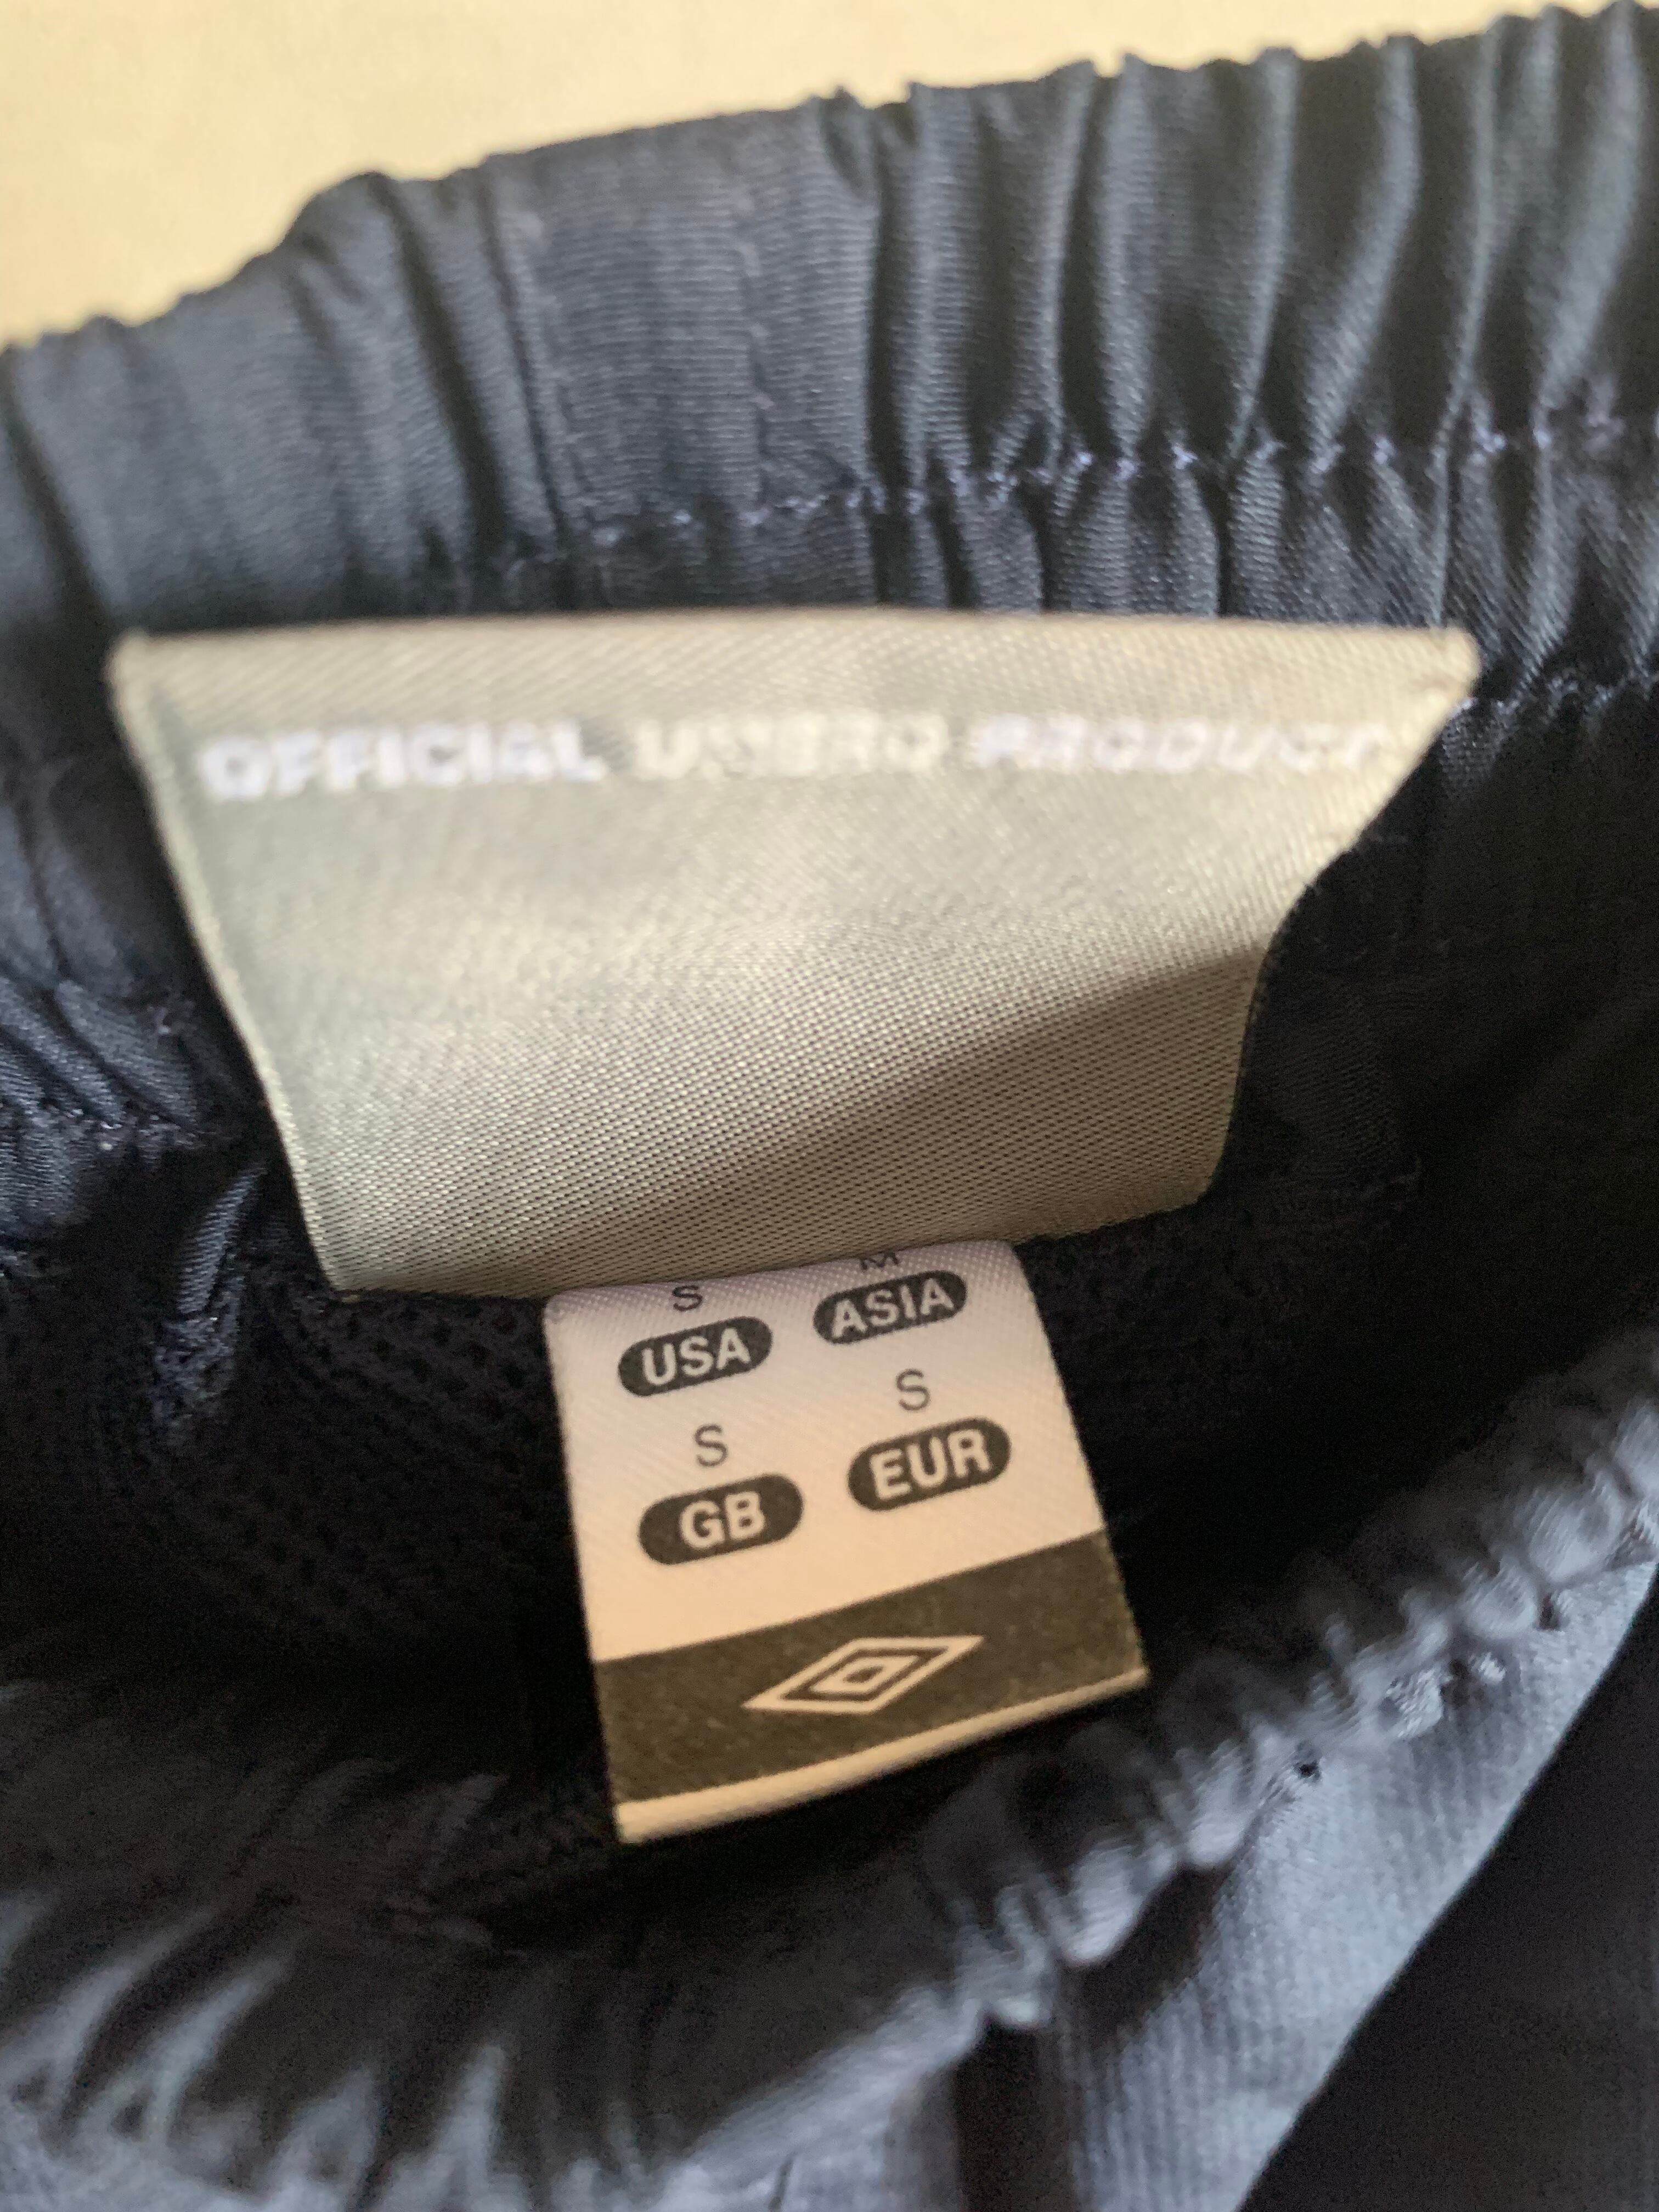 OFFICIAL UMBRO PRODUCT
S M
USA ASIA
S S
GB EUR